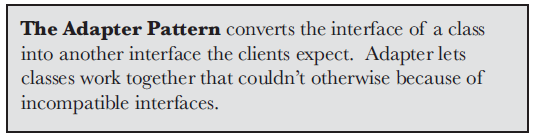 The Adapter Pattern converts the interface of a class
into another interface the clients expect.  Adapter lets
classes work together that couldn’t otherwise because of
incompatible interfaces.